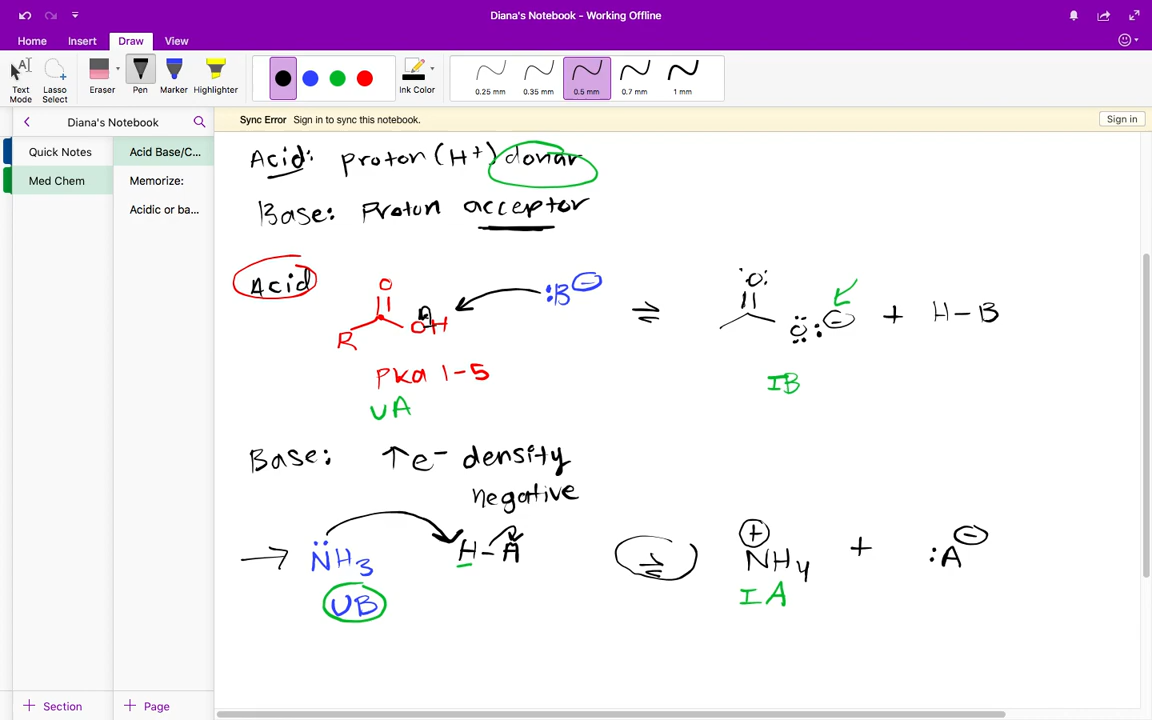 Diana's Notebook - Working Offline
Home Insert Draw View
Text Mode
Lasso Select
Eraser
Pen
Marker
Highlighter
Ink Color
0.25 mm
0.35 mm
0.5 mm
0.7 mm
1 mm
Diana's Notebook
Sync Error Sign in to sync this notebook.
Sign in
Quick Notes
Med Chem
Acid Base/C...
Memorize:
Acidic or ba...
Acid: proton (H+) donar
Base: Proton acceptor
Acid
O
R OH :B⊖ ⇌ :O: O: ⊖ + H-B
Pka 1-5
UA
IB
Base: ↑e- density
negative
→ NH3 H-A ⇌ ⊕NH4 + :A⊖
UB
IA
+ Section
+ Page